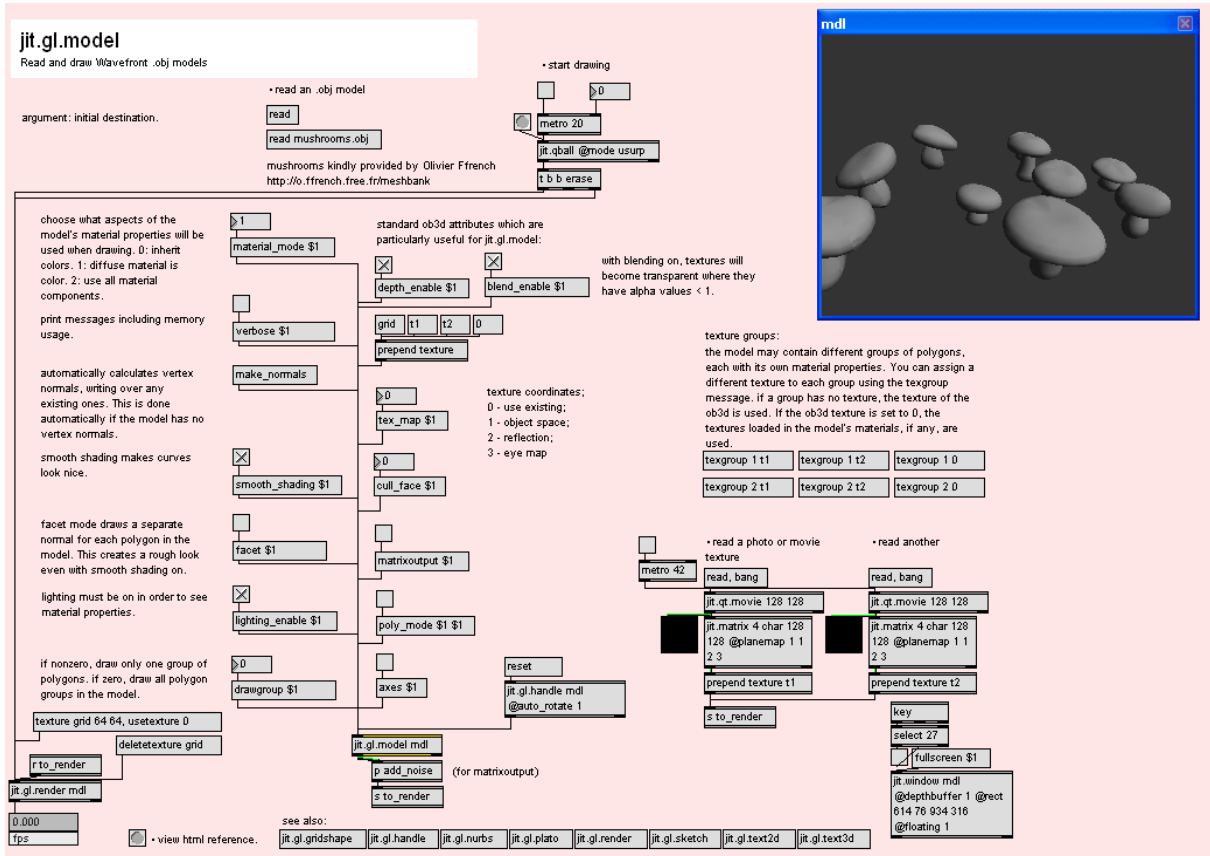 jit.gl.model
Read and draw Wavefront .obj models
mdl
• start drawing
0
• read an .obj model
read
argument: initial destination.
metro 20
read mushrooms.obj
jit.qball @mode usurp
mushrooms kindly provided by Olivier Ffrench
http://o.ffrench.free.fr/meshbank
t b b erase
choose what aspects of the
model's material properties will be
used when drawing. 0: inherit
colors. 1: diffuse material is
color. 2: use all material
components.
1
material_mode $1
standard ob3d attributes which are
particularly useful for jit.gl.model:
depth_enable $1
blend_enable $1
with blending on, textures will
become transparent where they
have alpha values < 1.
print messages including memory
usage.
verbose $1
grid
t1
t2
0
prepend texture
texture groups:
the model may contain different groups of polygons,
each with its own material properties. You can assign a
different texture to each group using the texgroup
message. if a group has no texture, the texture of the
ob3d is used. If the ob3d texture is set to 0, the
textures loaded in the model's materials, if any, are
used.
automatically calculates vertex
normals, writing over any
existing ones. This is done
automatically if the model has no
vertex normals.
make_normals
0
tex_map $1
texture coordinates;
0 - use existing;
1 - object space;
2 - reflection;
3 - eye map
texgroup 1 t1
texgroup 1 t2
texgroup 1 0
texgroup 2 t1
texgroup 2 t2
texgroup 2 0
smooth shading makes curves
look nice.
smooth_shading $1
0
cull_face $1
facet mode draws a separate
normal for each polygon in the
model. This creates a rough look
even with smooth shading on.
facet $1
matrixoutput $1
• read a photo or movie
texture
• read another
metro 42
read, bang
read, bang
lighting must be on in order to see
material properties.
lighting_enable $1
poly_mode $1 $1
jit.qt.movie 128 128
jit.qt.movie 128 128
jit.matrix 4 char 128
128 @planemap 1 1
2 3
jit.matrix 4 char 128
128 @planemap 1 1
2 3
if nonzero, draw only one group of
polygons. if zero, draw all polygon
groups in the model.
0
drawgroup $1
axes $1
reset
jit.gl.handle mdl
@auto_rotate 1
prepend texture t1
prepend texture t2
s to_render
texture grid 64 64, usetexture 0
deletetexture grid
r to_render
jit.gl.render mdl
0.000
fps
jit.gl.model mdl
p add_noise
(for matrixoutput)
s to_render
key
select 27
fullscreen $1
jit.window mdl
@depthbuffer 1 @rect
614 76 934 316
@floating 1
• view html reference.
see also:
jit.gl.gridshape
jit.gl.handle
jit.gl.nurbs
jit.gl.plato
jit.gl.render
jit.gl.sketch
jit.gl.text2d
jit.gl.text3d